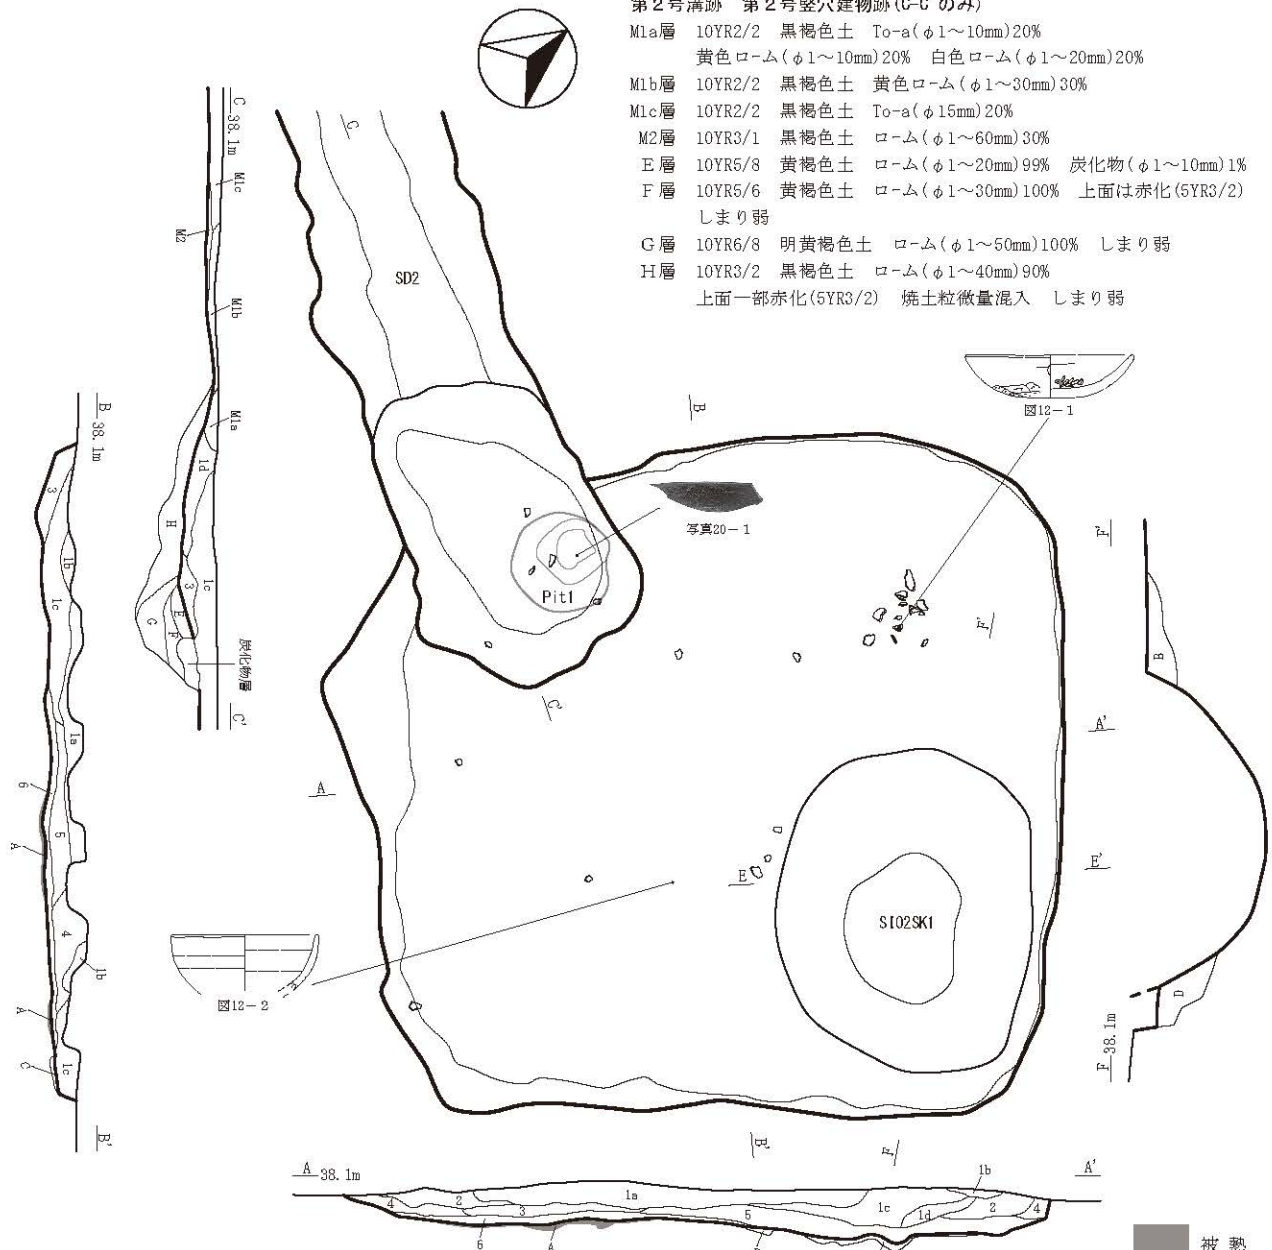 第2号溝跡 第2号竪穴建物跡(C-C'のみ)
M1a層 10YR2/2 黒褐色土 To-a(φ1～10mm)20%
黄色ローム(φ1～10mm)20% 白色ローム(φ1～20mm)20%
M1b層 10YR2/2 黒褐色土 黄色ローム(φ1～30mm)30%
M1c層 10YR2/2 黒褐色土 To-a(φ15mm)20%
M2層 10YR3/1 黒褐色土 ローム(φ1～60mm)30%
E層 10YR5/8 黄褐色土 ローム(φ1～20mm)99% 炭化物(φ1～10mm)1%
F層 10YR5/6 黄褐色土 ローム(φ1～30mm)100% 上面は赤化(5YR3/2)
しまり弱
G層 10YR6/8 明黄褐色土 ローム(φ1～50mm)100% しまり弱
H層 10YR3/2 黒褐色土 ローム(φ1～40mm)90%
上面一部赤化(5YR3/2) 焼土粒微量混入 しまり弱
C 38.1m
M1c
M2
M1b
M1a
1d
H
1c
3
E
F
G
炭化物層
C'
B 38.1m
3
1b
1c
1a
6
5
A
4
1b
A
C
1c
B'
C
SD2
B
図12-1
写真20-1
Pit1
C'
F'
A
A'
E
E'
SI02SK1
図12-2
B'
F
F'
B
D
F 38.1m
A 38.1m
A'
1a
1b
2
4
3
5
1c
1d
2
4
6
A
被熱